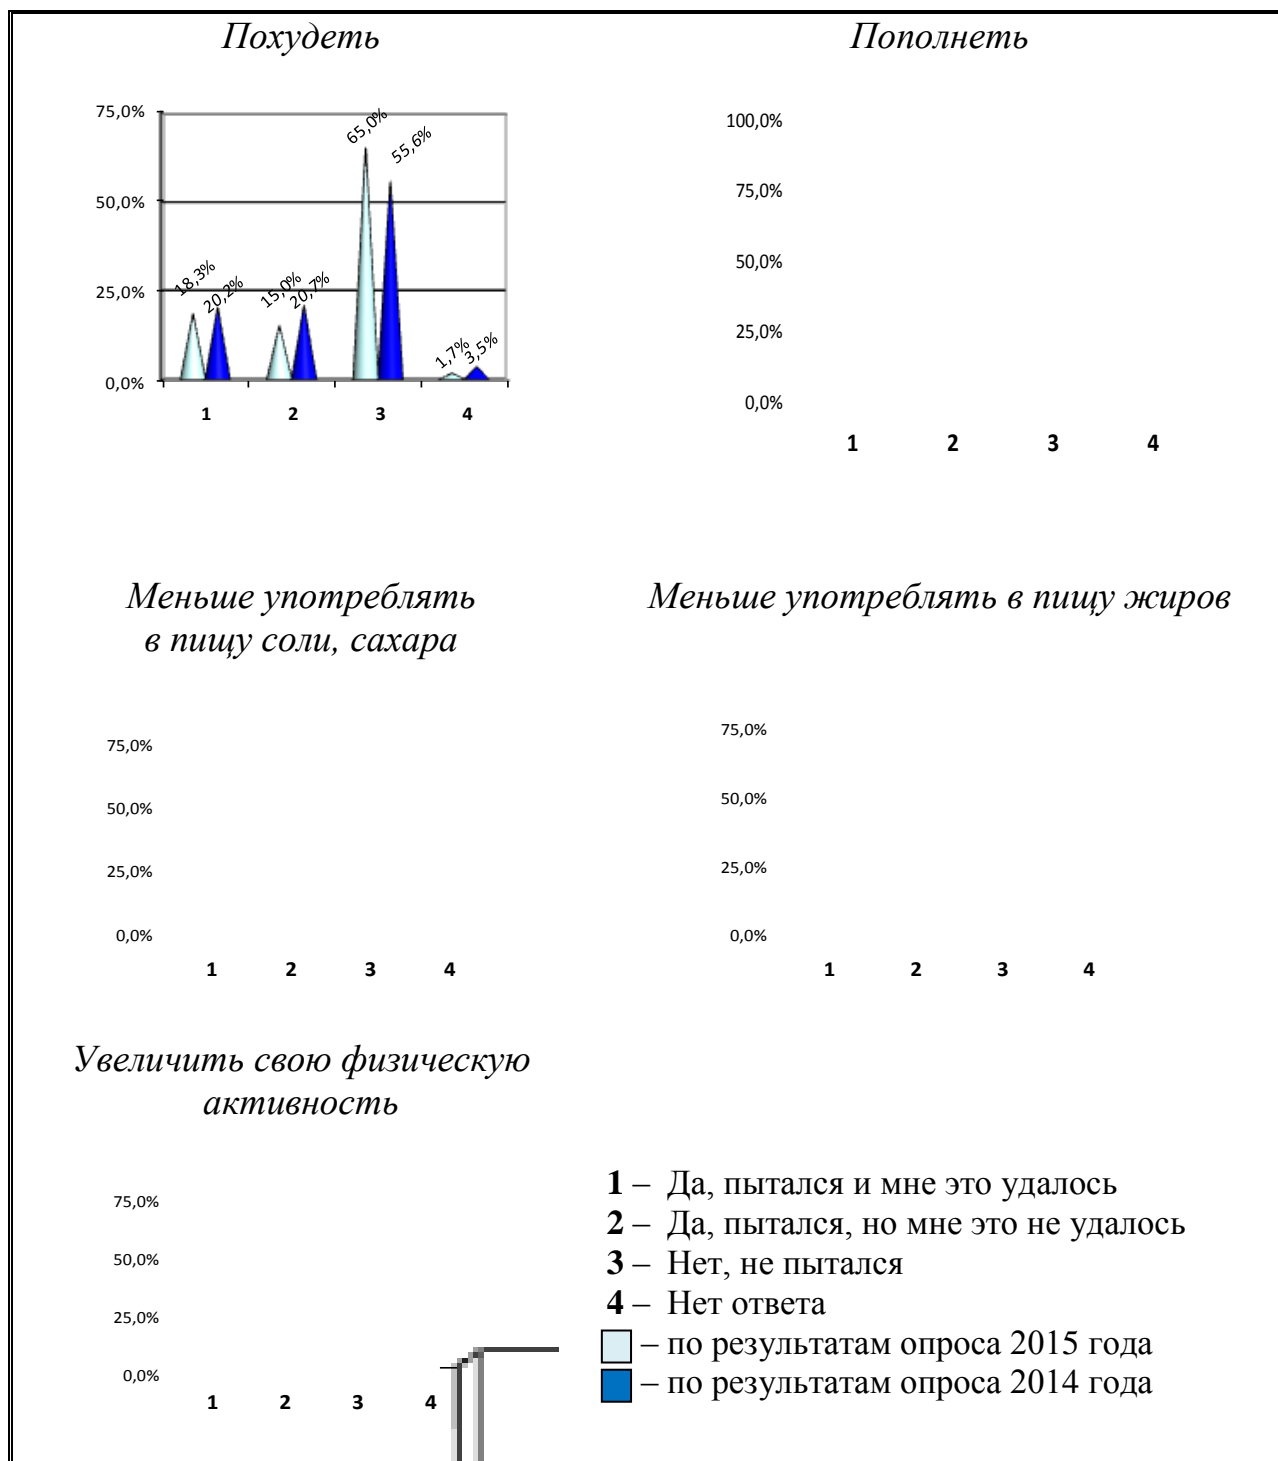 Похудеть
75,0%
50,0%
25,0%
0,0%
18,3%
20,2%
15,0%
20,7%
65,0%
55,6%
1,7%
3,5%
1 2 3 4
Пополнеть
100,0%
75,0%
50,0%
25,0%
0,0%
1 2 3 4
Меньше употреблять
в пищу соли, сахара
75,0%
50,0%
25,0%
0,0%
1 2 3 4
Меньше употреблять в пищу жиров
75,0%
50,0%
25,0%
0,0%
1 2 3 4
Увеличить свою физическую
активность
75,0%
50,0%
25,0%
0,0%
1 2 3 4
1 – Да, пытался и мне это удалось
2 – Да, пытался, но мне это не удалось
3 – Нет, не пытался
4 – Нет ответа
– по результатам опроса 2015 года
– по результатам опроса 2014 года